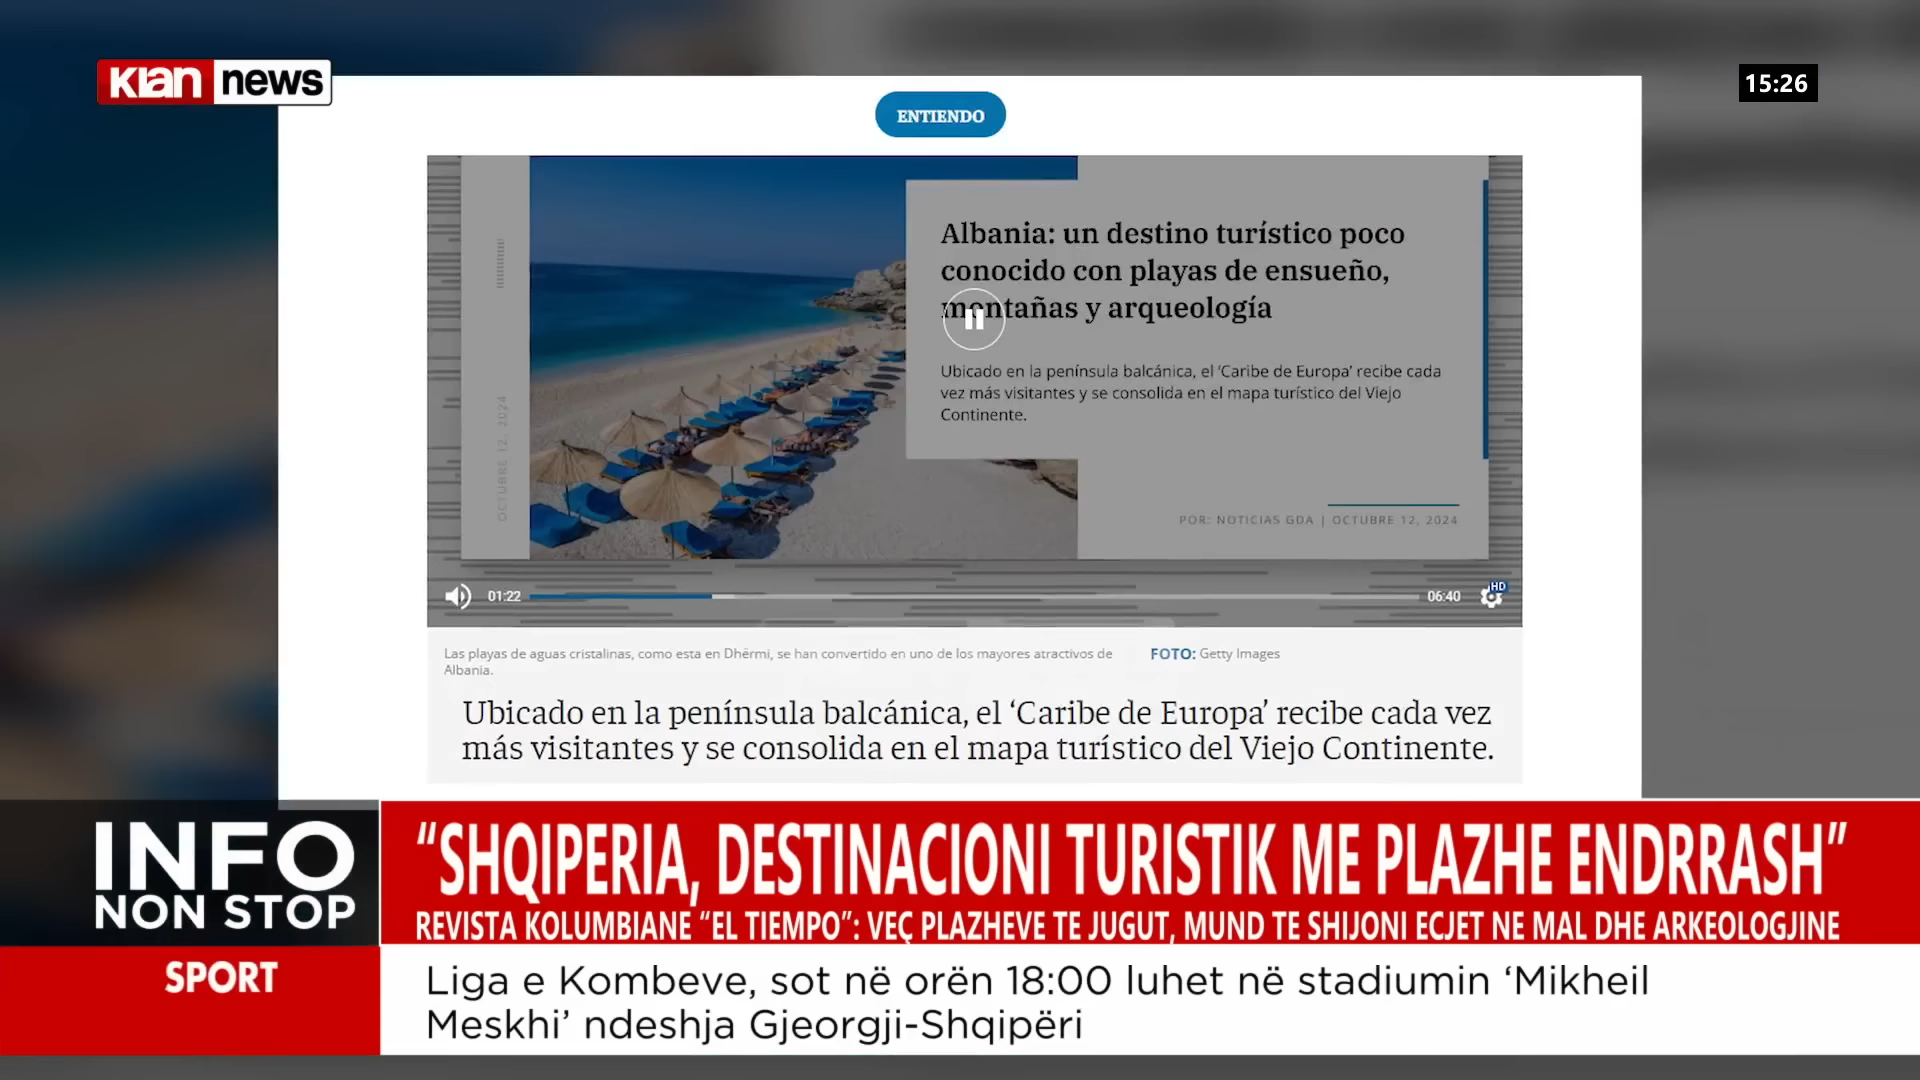 Klan news
15:26
ENTIENDO
Albania: un destino turístico poco
conocido con playas de ensueño,
montañas y arqueología
Ubicado en la península balcánica, el ‘Caribe de Europa’ recibe cada
vez más visitantes y se consolida en el mapa turístico del Viejo
Continente.
OCTUBRE 12, 2024
POR: NOTICIAS GDA | OCTUBRE 12, 2024
01:22
06:40
HD
Las playas de aguas cristalinas, como esta en Dhërmi, se han convertido en uno de los mayores atractivos de
Albania.
FOTO: Getty Images
Ubicado en la península balcánica, el ‘Caribe de Europa’ recibe cada vez
más visitantes y se consolida en el mapa turístico del Viejo Continente.
INFO
NON STOP
“SHQIPERIA, DESTINACIONI TURISTIK ME PLAZHE ENDRRASH”
REVISTA KOLUMBIANE “EL TIEMPO”: VEÇ PLAZHEVE TE JUGUT, MUND TE SHIJONI ECJET NE MAL DHE ARKEOLOGJINE
SPORT
Liga e Kombeve, sot në orën 18:00 luhet në stadiumin ‘Mikheil
Meskhi’ ndeshja Gjeorgji-Shqipëri